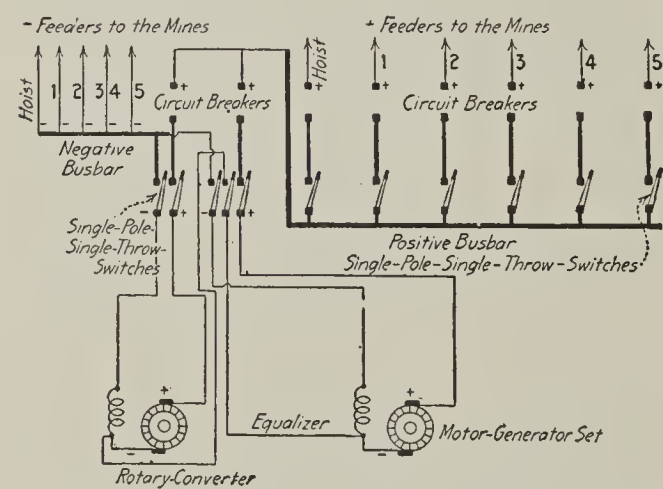 - Feeders to the Mines
+ Feeders to the Mines
Hoist
1
2
3
4
5
- - - - -
+ +
Circuit Breakers
Hoist
1
2
3
4
5
+ + + + + +
Circuit Breakers
Negative
Busbar
Single-Pole-
Single-Throw-
Switches
- + - +
Positive Busbar
Single-Pole-Single-Throw-Switches
+
-
Rotary-Converter
Equalizer
+
-
Motor-Generator Set